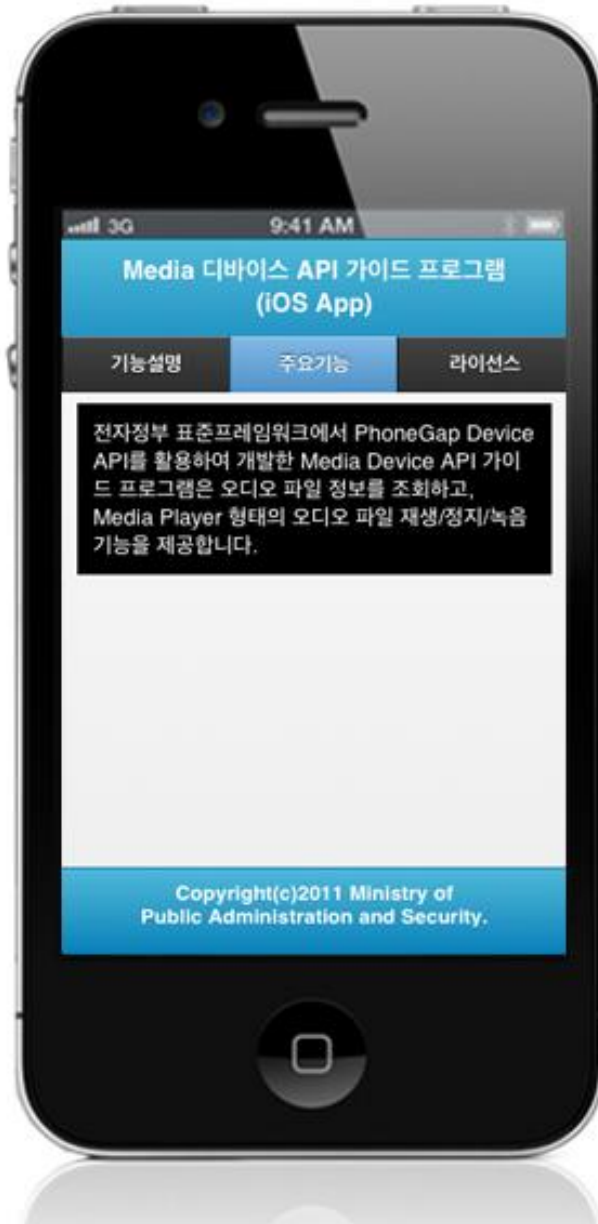 3G 9:41 AM
Media 디바이스 API 가이드 프로그램
(iOS App)
기능설명 주요기능 라이선스
전자정부 표준프레임워크에서 PhoneGap Device
API를 활용하여 개발한 Media Device API 가이
드 프로그램은 오디오 파일 정보를 조회하고,
Media Player 형태의 오디오 파일 재생/정지/녹음
기능을 제공합니다.
Copyright(c)2011 Ministry of
Public Administration and Security.